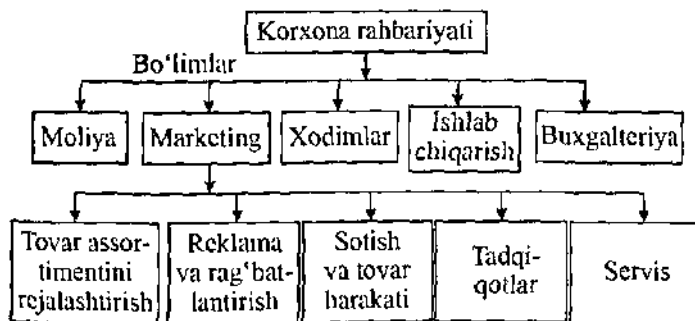 Korxona rahbariyati
Bo‘limlar
Moliya
Marketing
Xodimlar
Ishlab
chiqarish
Buxgalteriya
Tovar assor-
timentini
rejalashtirish
Reklama
va rag‘bat-
lantirish
Sotish
va tovar
harakati
Tadqi-
qotlar
Servis